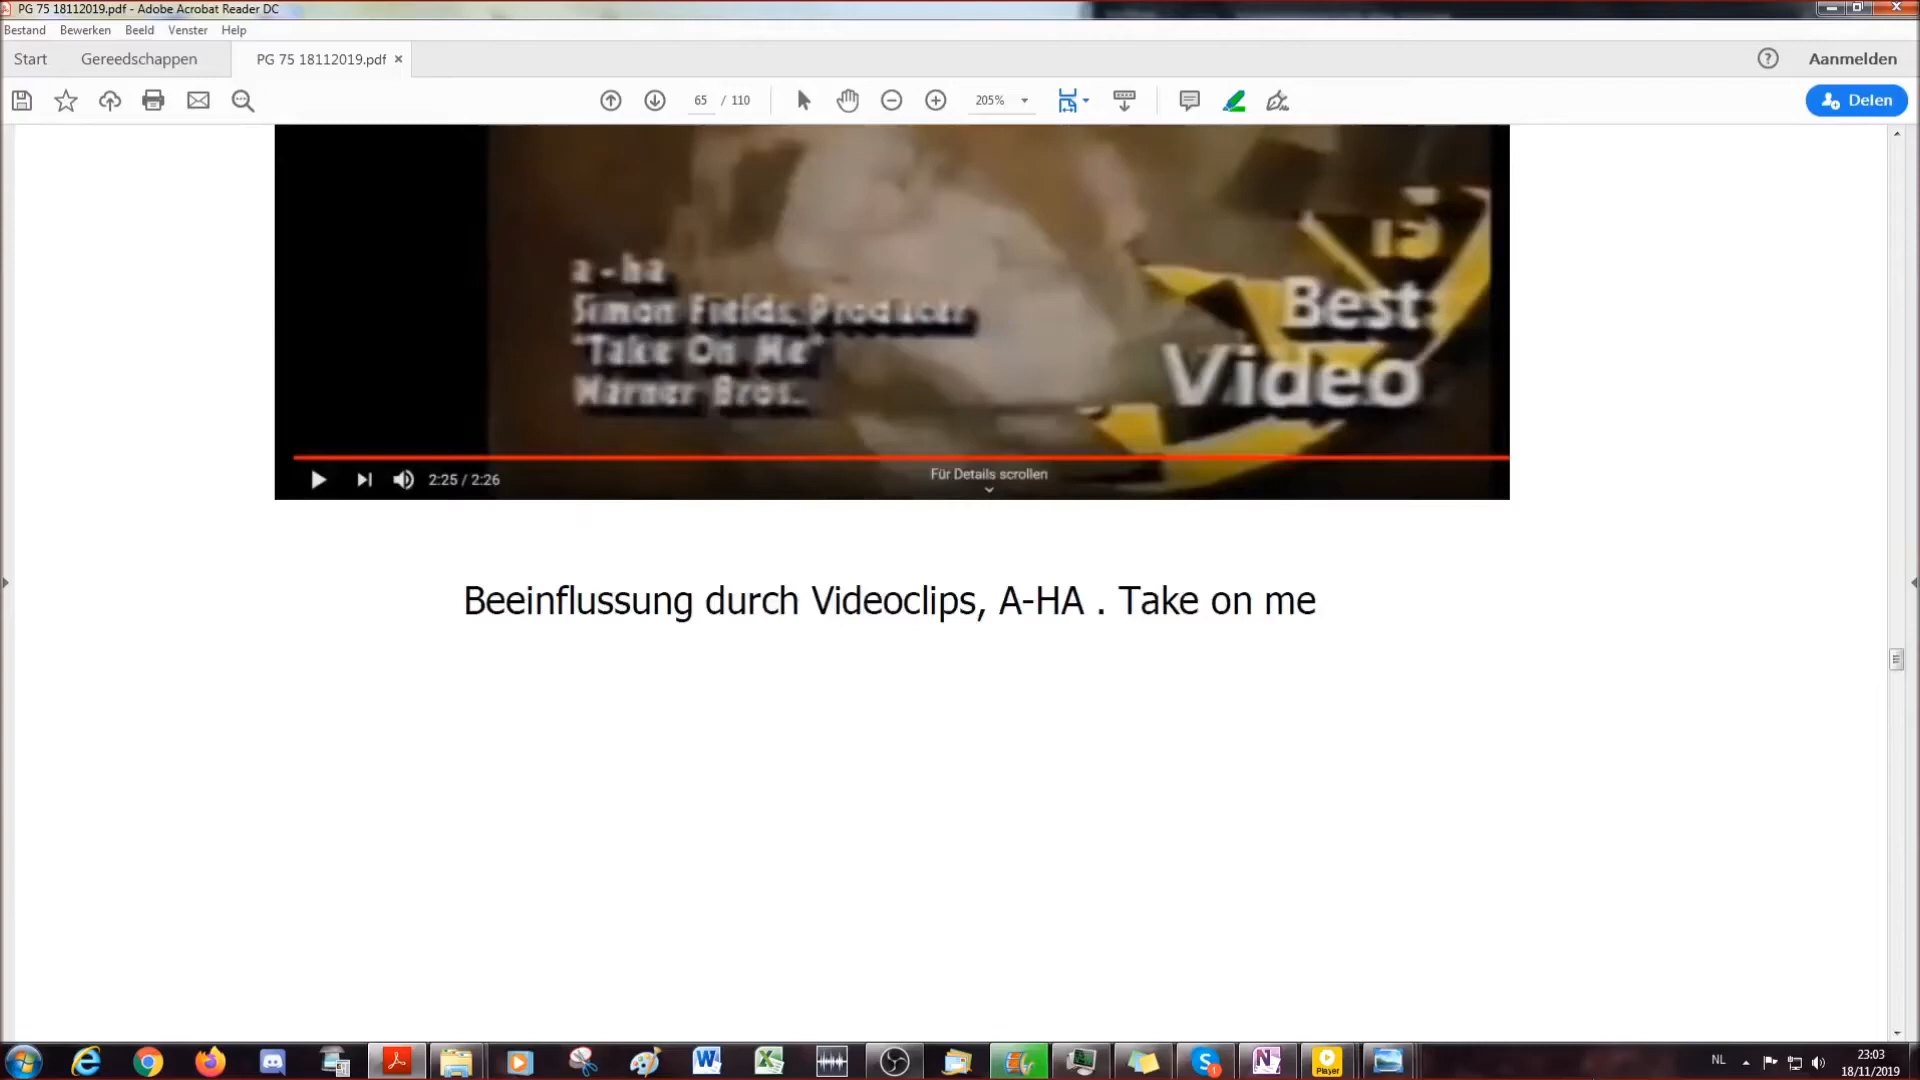 PG 75 18112019.pdf - Adobe Acrobat Reader DC
Bestand Bewerken Beeld Venster Help
Start Gereedschappen PG 75 18112019.pdf × Aanmelden
65 / 110 205% Delen
a-ha
Simon Fields, Producer
"Take On Me"
Warner Bros.
Best
Video
2:25 / 2:26
Für Details scrollen
Beeinflussung durch Videoclips, A-HA . Take on me
NL
23:03
18/11/2019
Player